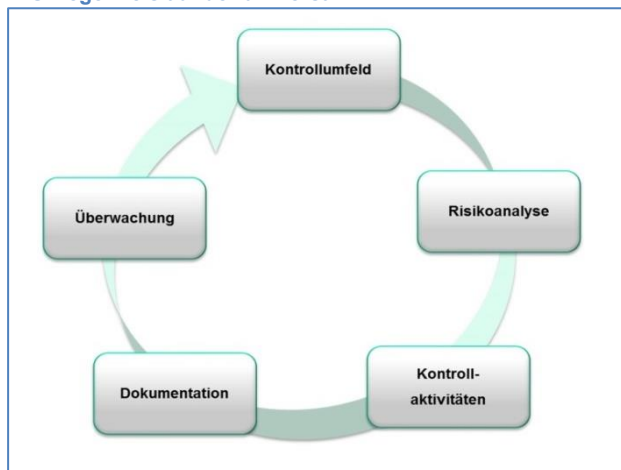 Kontrollumfeld
Risikoanalyse
Kontroll-
aktivitäten
Dokumentation
Überwachung